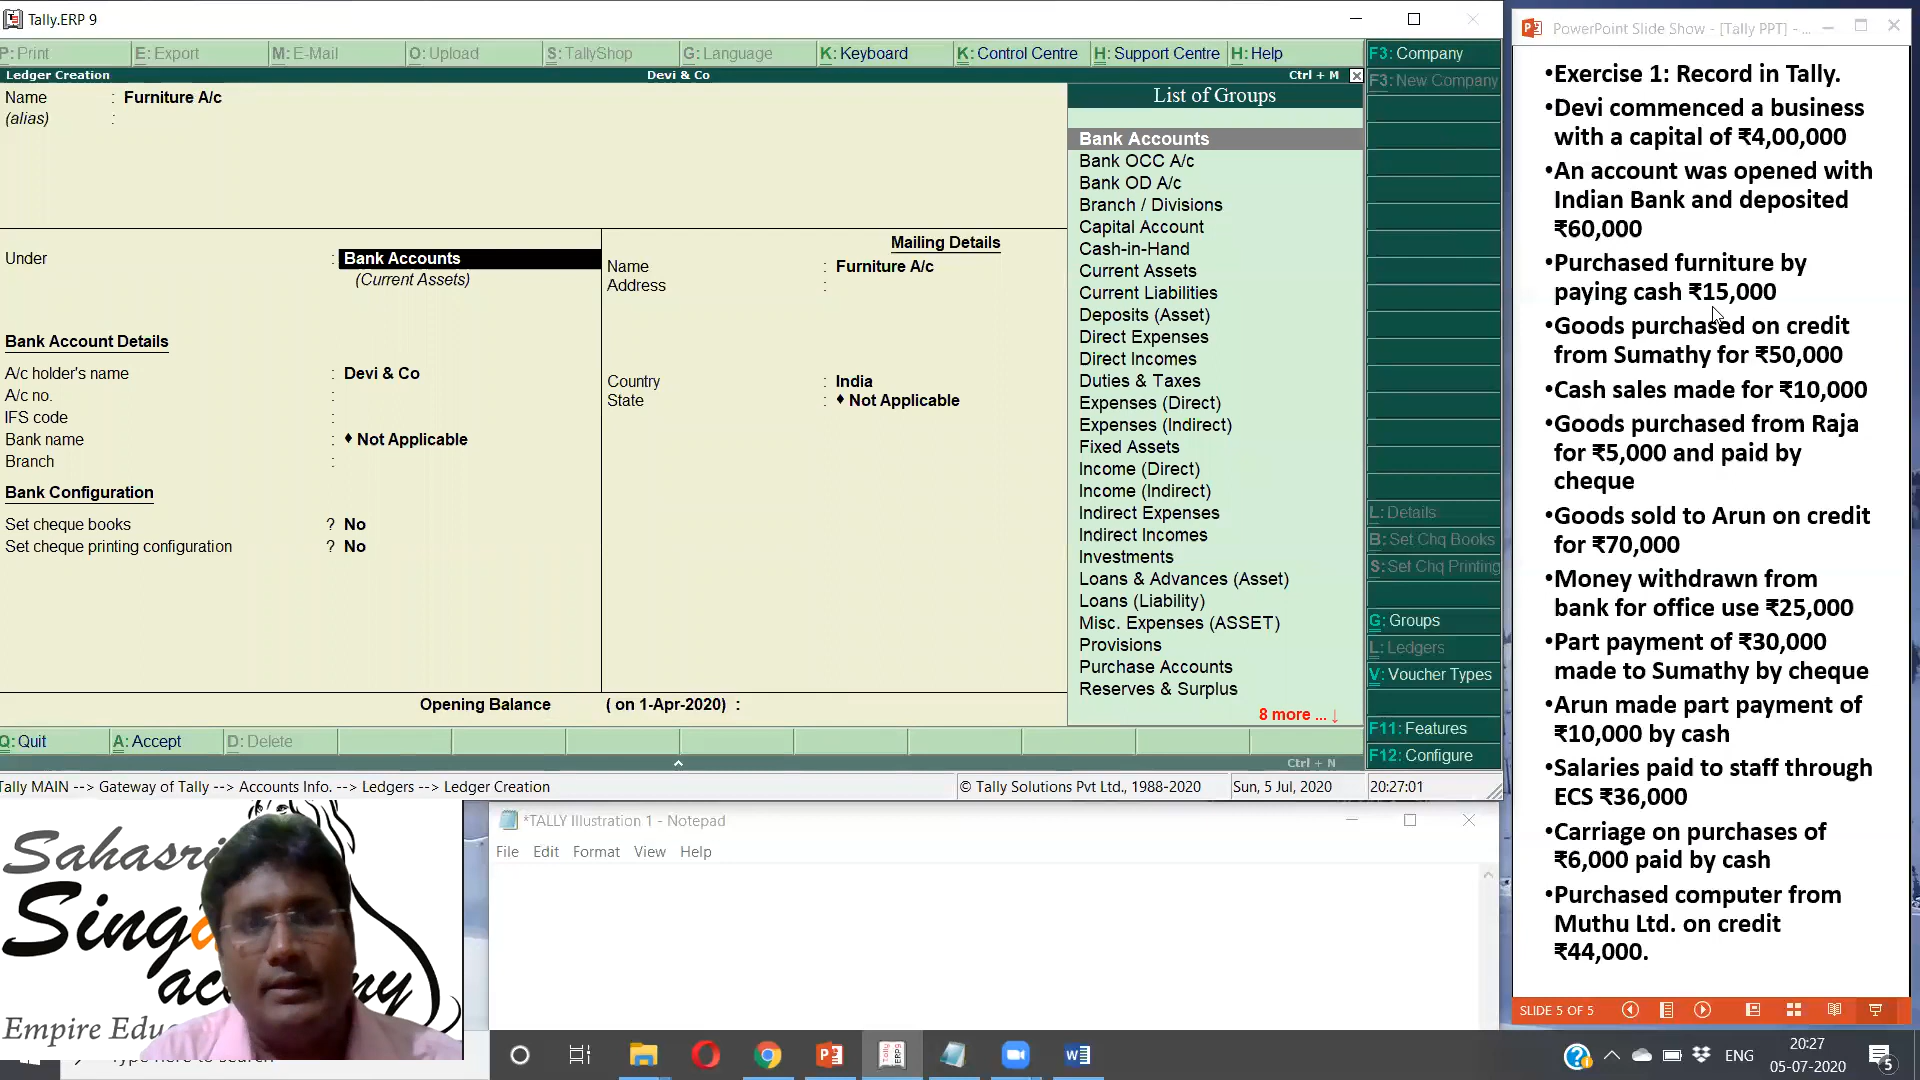 Tally.ERP 9
P: Print E: Export M: E-Mail O: Upload S: TallyShop G: Language K: Keyboard K: Control Centre H: Support Centre H: Help
Ledger Creation Devi & Co Ctrl + M
Name : Furniture A/c
(alias) :
Under : Bank Accounts
(Current Assets)
Bank Account Details
A/c holder's name : Devi & Co
A/c no. :
IFS code :
Bank name : ♦ Not Applicable
Branch :
Bank Configuration
Set cheque books ? No
Set cheque printing configuration ? No
Mailing Details
Name : Furniture A/c
Address :
Country : India
State : ♦ Not Applicable
Opening Balance ( on 1-Apr-2020) :
List of Groups
Bank Accounts
Bank OCC A/c
Bank OD A/c
Branch / Divisions
Capital Account
Cash-in-Hand
Current Assets
Current Liabilities
Deposits (Asset)
Direct Expenses
Direct Incomes
Duties & Taxes
Expenses (Direct)
Expenses (Indirect)
Fixed Assets
Income (Direct)
Income (Indirect)
Indirect Expenses
Indirect Incomes
Investments
Loans & Advances (Asset)
Loans (Liability)
Misc. Expenses (ASSET)
Provisions
Purchase Accounts
Reserves & Surplus
8 more ... ↓
F3: Company
F3: New Company
L: Details
B: Set Chq Books
S: Set Chq Printing
G: Groups
L: Ledgers
V: Voucher Types
F11: Features
F12: Configure
Q: Quit A: Accept D: Delete
Ctrl + N
Tally MAIN --> Gateway of Tally --> Accounts Info. --> Ledgers --> Ledger Creation © Tally Solutions Pvt Ltd., 1988-2020 Sun, 5 Jul, 2020 20:27:01
PowerPoint Slide Show - [Tally PPT] - ...
•Exercise 1: Record in Tally.
•Devi commenced a business
with a capital of ₹4,00,000
•An account was opened with
Indian Bank and deposited
₹60,000
•Purchased furniture by
paying cash ₹15,000
•Goods purchased on credit
from Sumathy for ₹50,000
•Cash sales made for ₹10,000
•Goods purchased from Raja
for ₹5,000 and paid by
cheque
•Goods sold to Arun on credit
for ₹70,000
•Money withdrawn from
bank for office use ₹25,000
•Part payment of ₹30,000
made to Sumathy by cheque
•Arun made part payment of
₹10,000 by cash
•Salaries paid to staff through
ECS ₹36,000
•Carriage on purchases of
₹6,000 paid by cash
•Purchased computer from
Muthu Ltd. on credit
₹44,000.
SLIDE 5 OF 5
*TALLY Illustration 1 - Notepad
File Edit Format View Help
Empire
ENG
20:27
05-07-2020
5